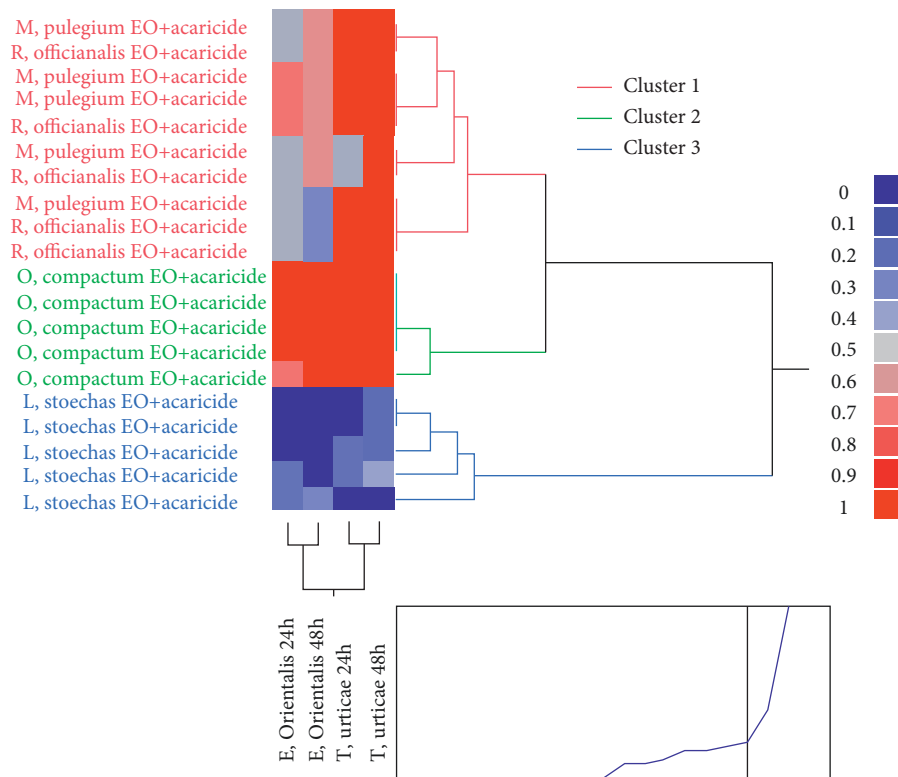 M, pulegium EO+acaricide
R, officianalis EO+acaricide
M, pulegium EO+acaricide
M, pulegium EO+acaricide
R, officianalis EO+acaricide
M, pulegium EO+acaricide
R, officianalis EO+acaricide
M, pulegium EO+acaricide
R, officianalis EO+acaricide
R, officianalis EO+acaricide
O, compactum EO+acaricide
O, compactum EO+acaricide
O, compactum EO+acaricide
O, compactum EO+acaricide
O, compactum EO+acaricide
L, stoechas EO+acaricide
L, stoechas EO+acaricide
L, stoechas EO+acaricide
L, stoechas EO+acaricide
L, stoechas EO+acaricide
Cluster 1
Cluster 2
Cluster 3
0
0.1
0.2
0.3
0.4
0.5
0.6
0.7
0.8
0.9
1
E, Orientalis 24h
E, Orientalis 48h
T, urticae 24h
T, urticae 48h